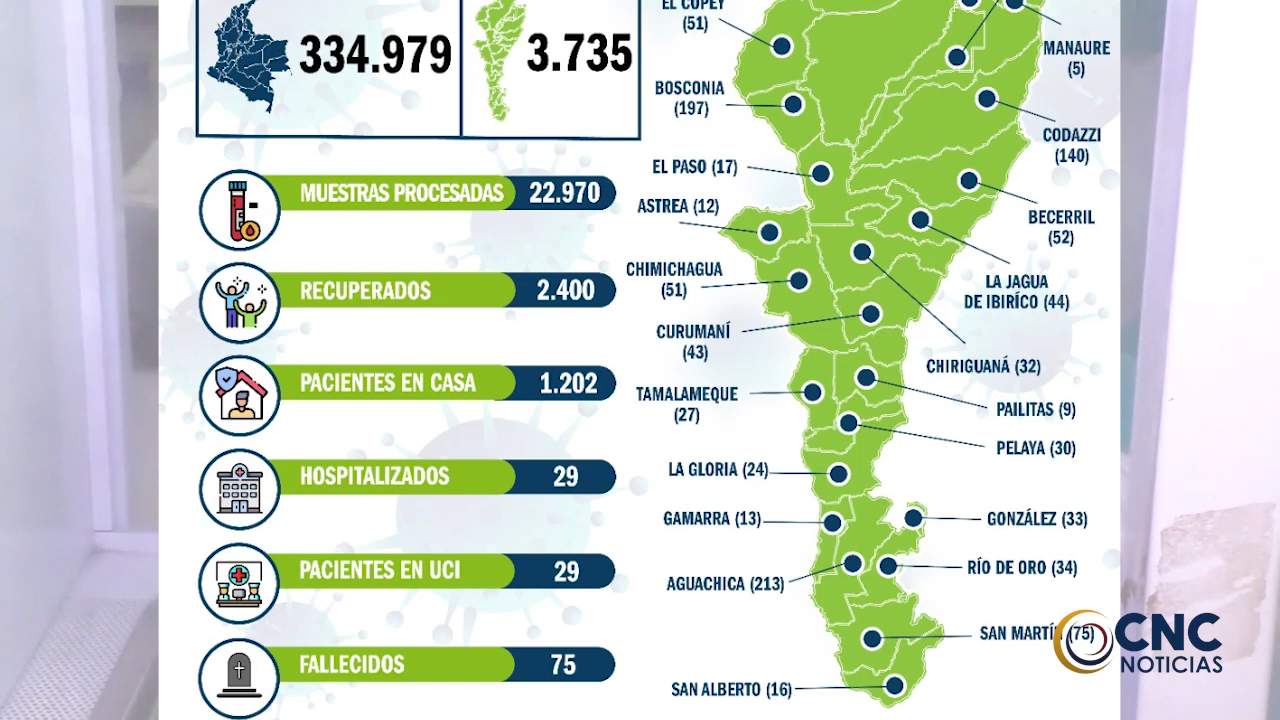 334.979
3.735
MUESTRAS PROCESADAS 22.970
RECUPERADOS 2.400
PACIENTES EN CASA 1.202
HOSPITALIZADOS 29
PACIENTES EN UCI 29
FALLECIDOS 75
EL COPEY
(51)
BOSCONIA
(197)
EL PASO (17)
ASTREA (12)
CHIMICHAGUA
(51)
CURUMANÍ
(43)
TAMALAMEQUE
(27)
LA GLORIA (24)
GAMARRA (13)
AGUACHICA (213)
SAN ALBERTO (16)
MANAURE
(5)
CODAZZI
(140)
BECERRIL
(52)
LA JAGUA
DE IBIRÍCO (44)
CHIRIGUANÁ (32)
PAILITAS (9)
PELAYA (30)
GONZÁLEZ (33)
RÍO DE ORO (34)
SAN MARTÍN (75)
CNC
NOTICIAS